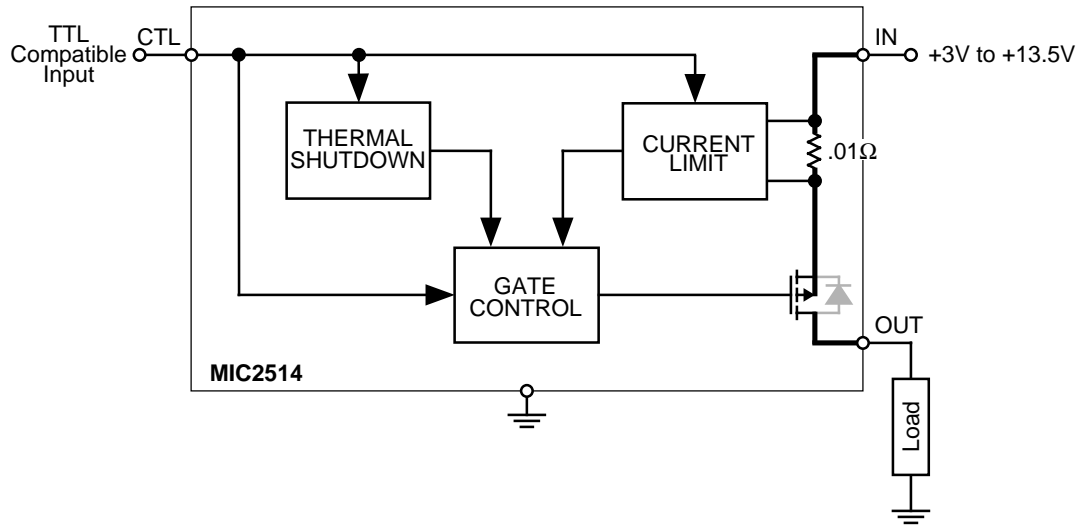 TTL
Compatible
Input
CTL
IN
+3V to +13.5V
THERMAL
SHUTDOWN
CURRENT
LIMIT
.01Ω
GATE
CONTROL
OUT
MIC2514
Load